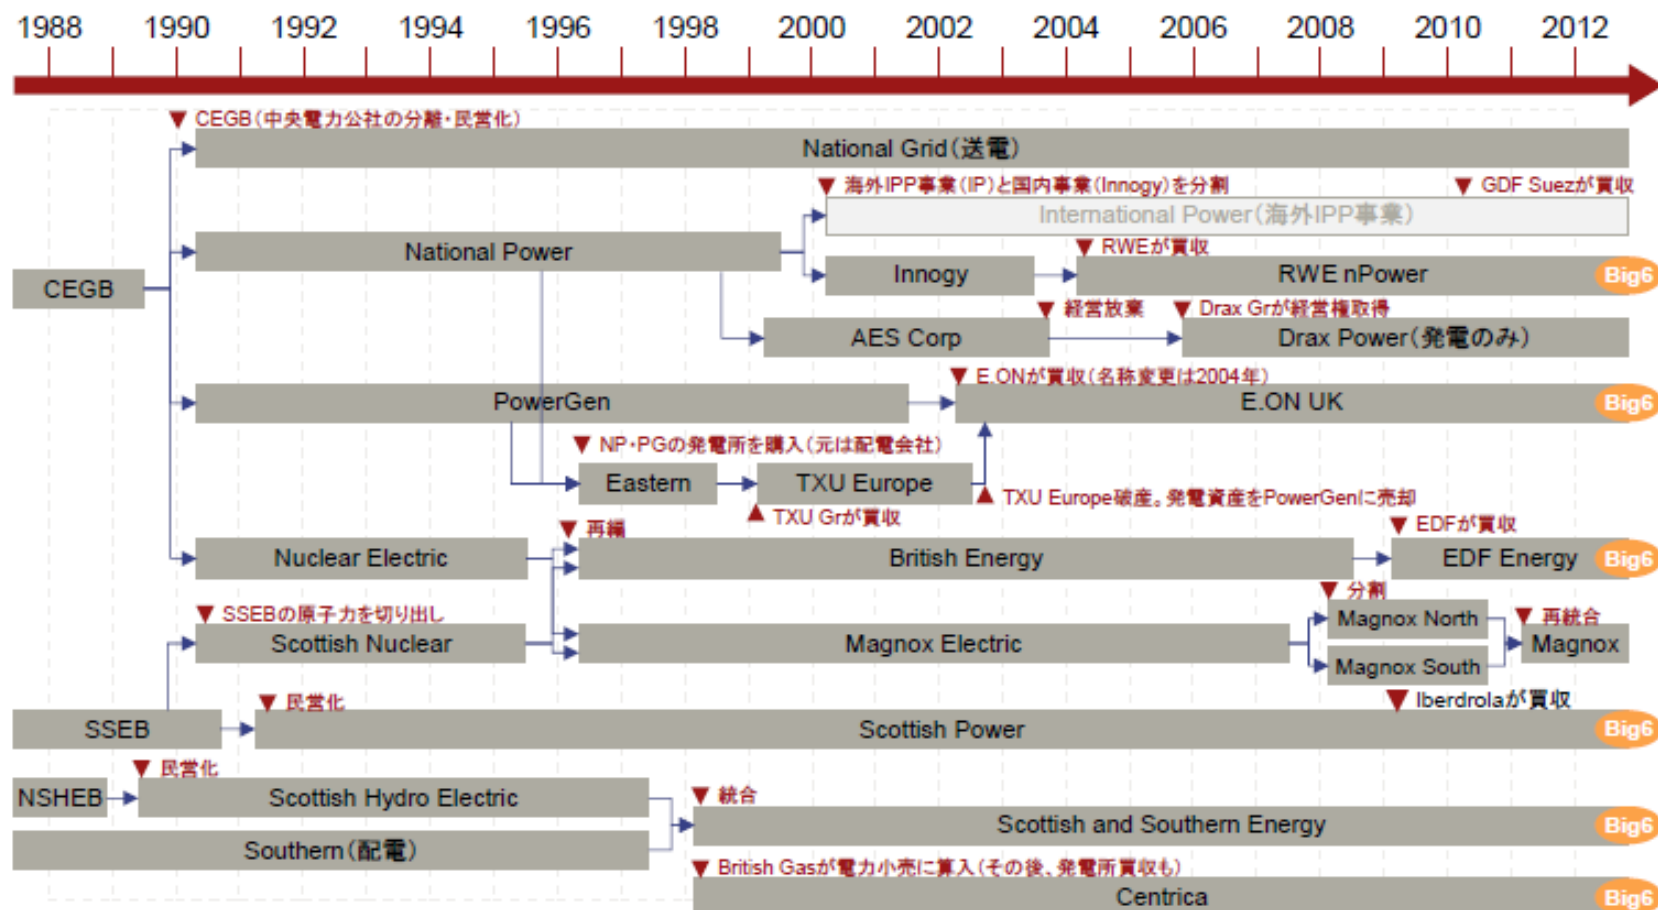 1988 1990 1992 1994 1996 1998 2000 2002 2004 2006 2008 2010 2012
CEGB(中央電力公社の分離・民営化)
National Grid(送電)
海外IPP事業(IP)と国内事業(Innogy)を分割
GDF Suezが買収
International Power(海外IPP事業)
National Power
RWEが買収
CEGB
Innogy
RWE nPower
Big6
経営放棄
Drax Grが経営権取得
AES Corp
Drax Power(発電のみ)
E.ONが買収(名称変更は2004年)
PowerGen
E.ON UK
Big6
NP・PGの発電所を購入(元は配電会社)
Eastern
TXU Europe
TXU Europe破産。発電資産をPowerGenに売却
TXU Grが買収
再編
EDFが買収
Nuclear Electric
British Energy
EDF Energy
Big6
分割
SSEBの原子力を切り出し
Magnox North
再統合
Scottish Nuclear
Magnox Electric
Magnox
Magnox South
民営化
Iberdrolaが買収
SSEB
Scottish Power
Big6
民営化
NSHEB
Scottish Hydro Electric
統合
Scottish and Southern Energy
Big6
Southern(配電)
British Gasが電力小売に算入(その後、発電所買収も)
Centrica
Big6